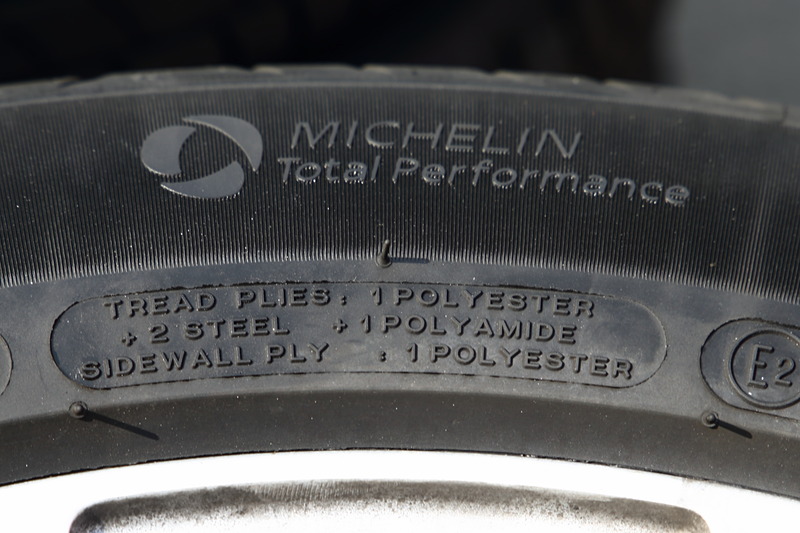 MICHELIN
Total Performance
TREAD PLIES: 1 POLYESTER
+ 2 STEEL + 1 POLYAMIDE
SIDEWALL PLY : 1 POLYESTER
E2